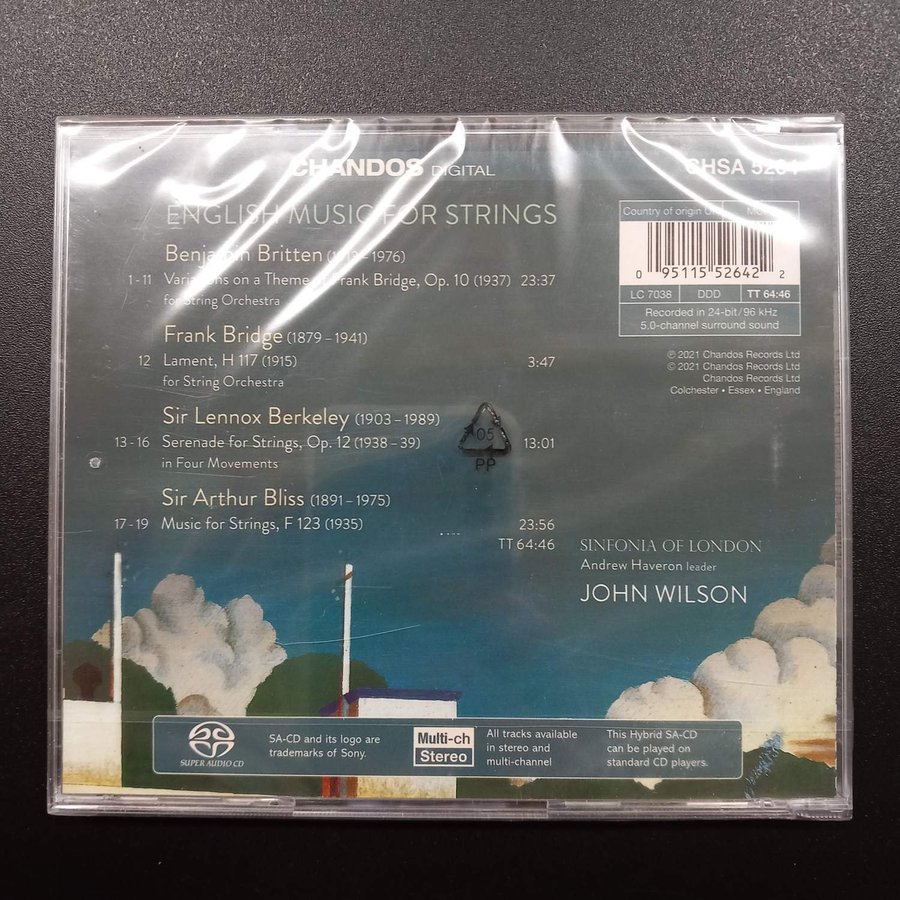 CHANDOS DIGITAL
CHSA 5264
ENGLISH MUSIC FOR STRINGS
Benjamin Britten (1913 – 1976)
1 - 11 Variations on a Theme of Frank Bridge, Op. 10 (1937) 23:37
for String Orchestra
Frank Bridge (1879 – 1941)
12 Lament, H 117 (1915) 3:47
for String Orchestra
Sir Lennox Berkeley (1903 – 1989)
13 - 16 Serenade for Strings, Op. 12 (1938 – 39) 13:01
in Four Movements
Sir Arthur Bliss (1891 – 1975)
17 - 19 Music for Strings, F 123 (1935) 23:56
TT 64:46
05
PP
Country of origin
0 95115 52642 2
LC 7038 DDD TT 64:46
Recorded in 24-bit/96 kHz
5.0-channel surround sound
℗ 2021 Chandos Records Ltd
© 2021 Chandos Records Ltd
Chandos Records Ltd
Colchester • Essex • England
SINFONIA OF LONDON
Andrew Haveron leader
JOHN WILSON
SUPER AUDIO CD
SA-CD and its logo are
trademarks of Sony.
Multi-ch
Stereo
All tracks available
in stereo and
multi-channel
This Hybrid SA-CD
can be played on
standard CD players.